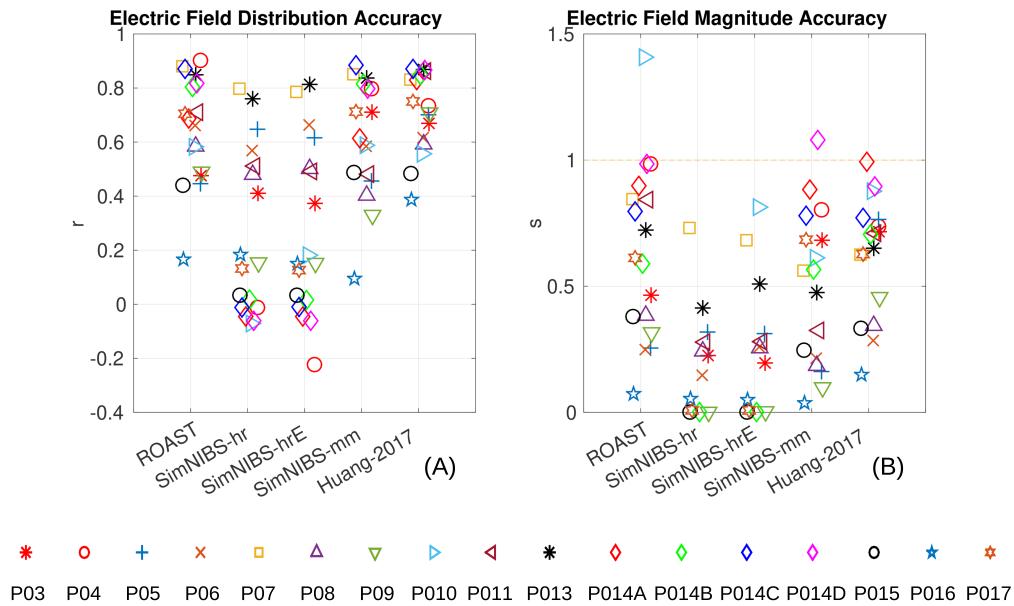 Electric Field Distribution Accuracy
1
0.8
0.6
0.4
0.2
0
-0.2
-0.4
r
ROAST
SimNIBS-hr
SimNIBS-hrE
SimNIBS-mm
Huang-2017
(A)
Electric Field Magnitude Accuracy
1.5
1
0.5
0
s
ROAST
SimNIBS-hr
SimNIBS-hrE
SimNIBS-mm
Huang-2017
(B)
P03 P04 P05 P06 P07 P08 P09 P010 P011 P013 P014A P014B P014C P014D P015 P016 P017